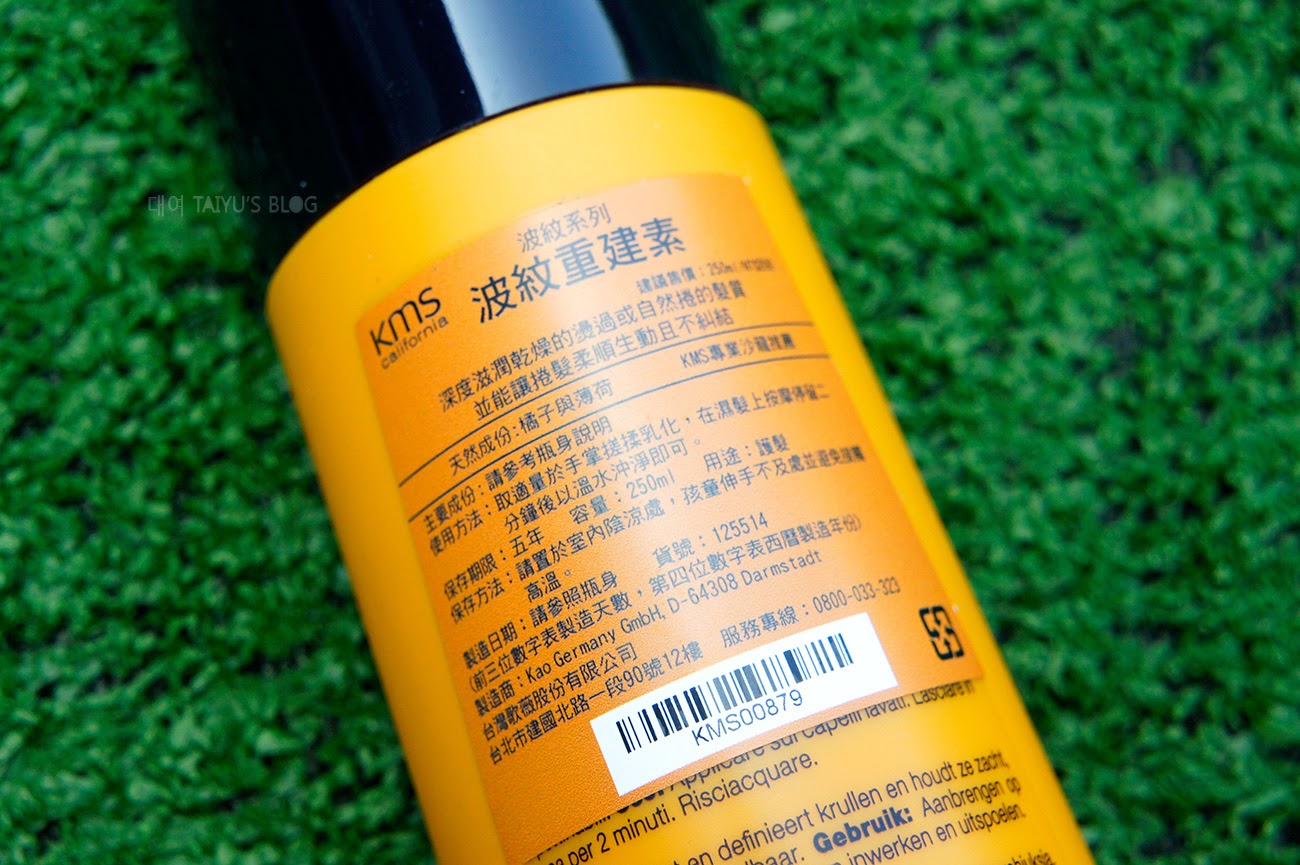 대여 TAIYU'S BLOG
kms
california
波紋系列
波紋重建素
建議售價：250ml
深度滋潤乾燥的燙過或自然捲的髮質
並能讓捲髮柔順生動且不糾結
KMS專業沙龍推薦
天然成份:橘子與薄荷
主要成份：請參考瓶身說明
使用方法：取適量於手掌搓揉乳化，在濕髮上按摩停留二
分鐘後以溫水沖淨即可。
保存期限：五年 容量：250ml 用途：護髮
保存方法：請置於室內陰涼處，孩童伸手不及處並避免
高溫。
製造日期：請參照瓶身 貨號：125514
(前三位數字表製造天數，第四位數字表西曆製造年份)
製造商：Kao Germany GmbH, D-64308 Darmstadt
台灣歌薇股份有限公司
台北市建國北路一段90號12樓 服務專線：0800-033-323
KMS00879
Applicare sui capelli lavati. Lasciare in
per 2 minuti. Risciacquare.
en definieert krullen en houdt ze zacht,
Gebruik: Aanbrengen op
inwerken en uitspoelen.